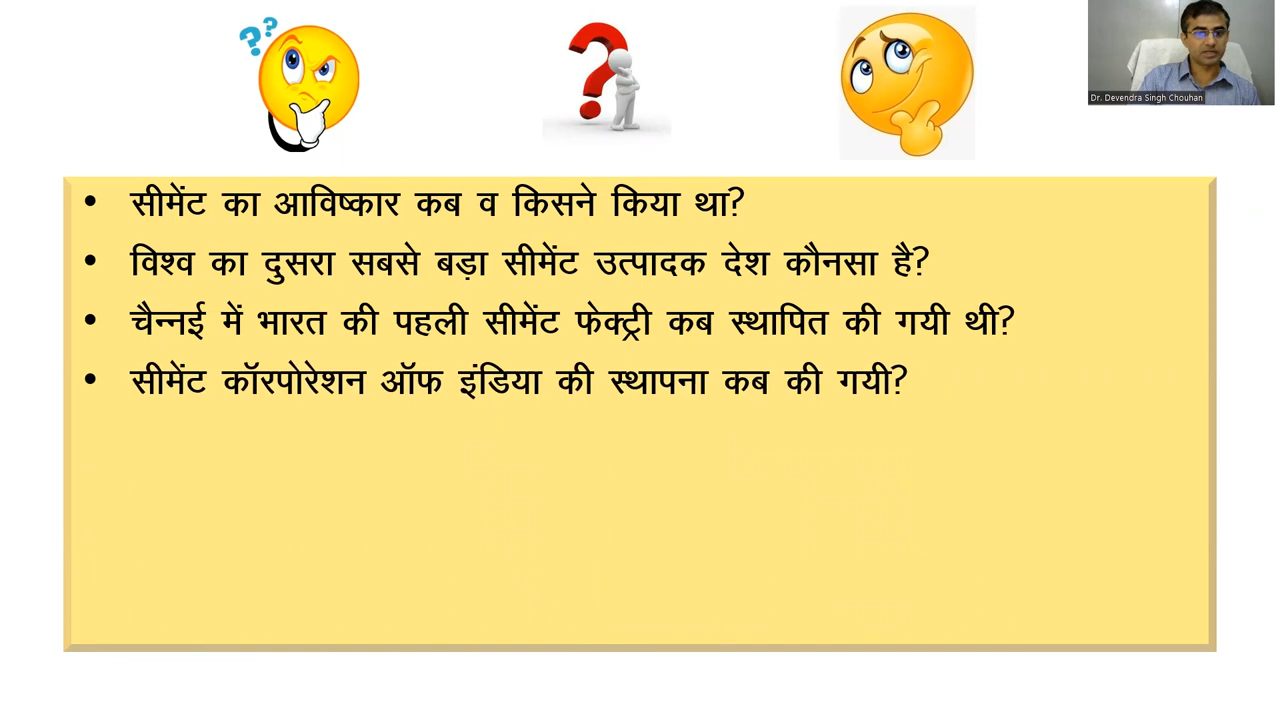 Dr. Devendra Singh Chouhan
• सीमेंट का आविष्कार कब व किसने किया था?
• विश्व का दुसरा सबसे बड़ा सीमेंट उत्पादक देश कौनसा है?
• चैन्नई में भारत की पहली सीमेंट फेक्ट्री कब स्थापित की गयी थी?
• सीमेंट कॉरपोरेशन ऑफ इंडिया की स्थापना कब की गयी?